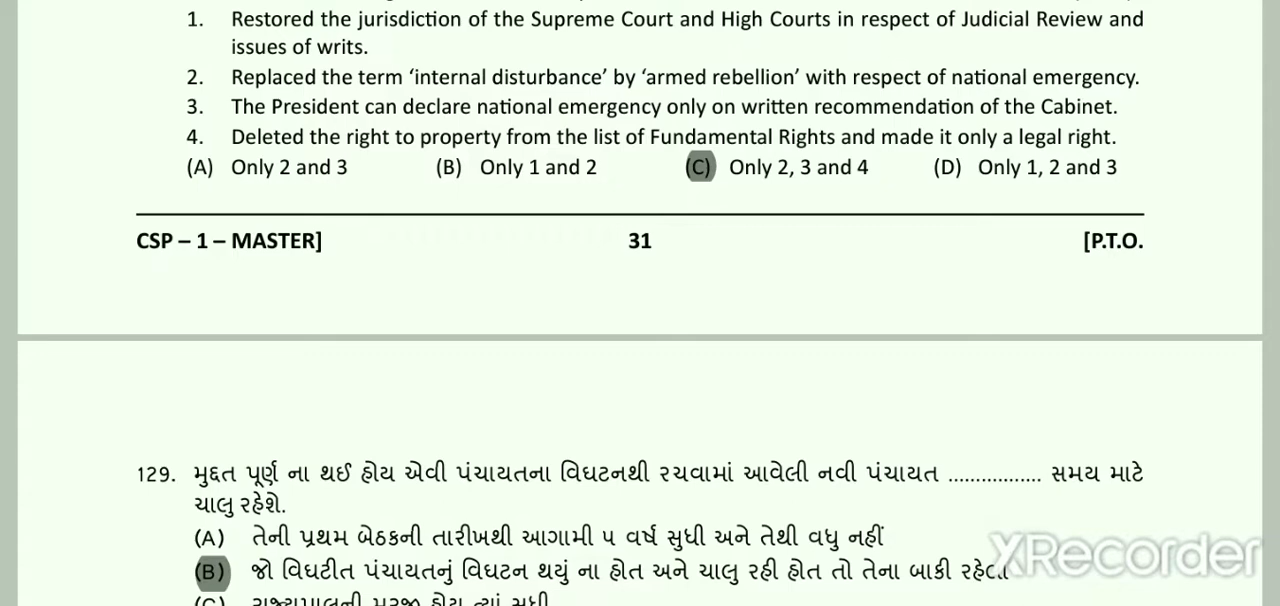 1. Restored the jurisdiction of the Supreme Court and High Courts in respect of Judicial Review and
issues of writs.
2. Replaced the term ‘internal disturbance’ by ‘armed rebellion’ with respect of national emergency.
3. The President can declare national emergency only on written recommendation of the Cabinet.
4. Deleted the right to property from the list of Fundamental Rights and made it only a legal right.
(A) Only 2 and 3 (B) Only 1 and 2 (C) Only 2, 3 and 4 (D) Only 1, 2 and 3
CSP – 1 – MASTER] 31 [P.T.O.
129. મુદ્દત પૂર્ણ ના થઈ હોય એવી પંચાયતના વિઘટનથી રચવામાં આવેલી નવી પંચાયત ................. સમય માટે
ચાલુ રહેશે.
(A) તેની પ્રથમ બેઠકની તારીખથી આગામી ૫ વર્ષ સુધી અને તેથી વધુ નહીં
(B) જો વિઘટીત પંચાયતનું વિઘટન થયું ના હોત અને ચાલુ રહી હોત તો તેના બાકી
XRecorder